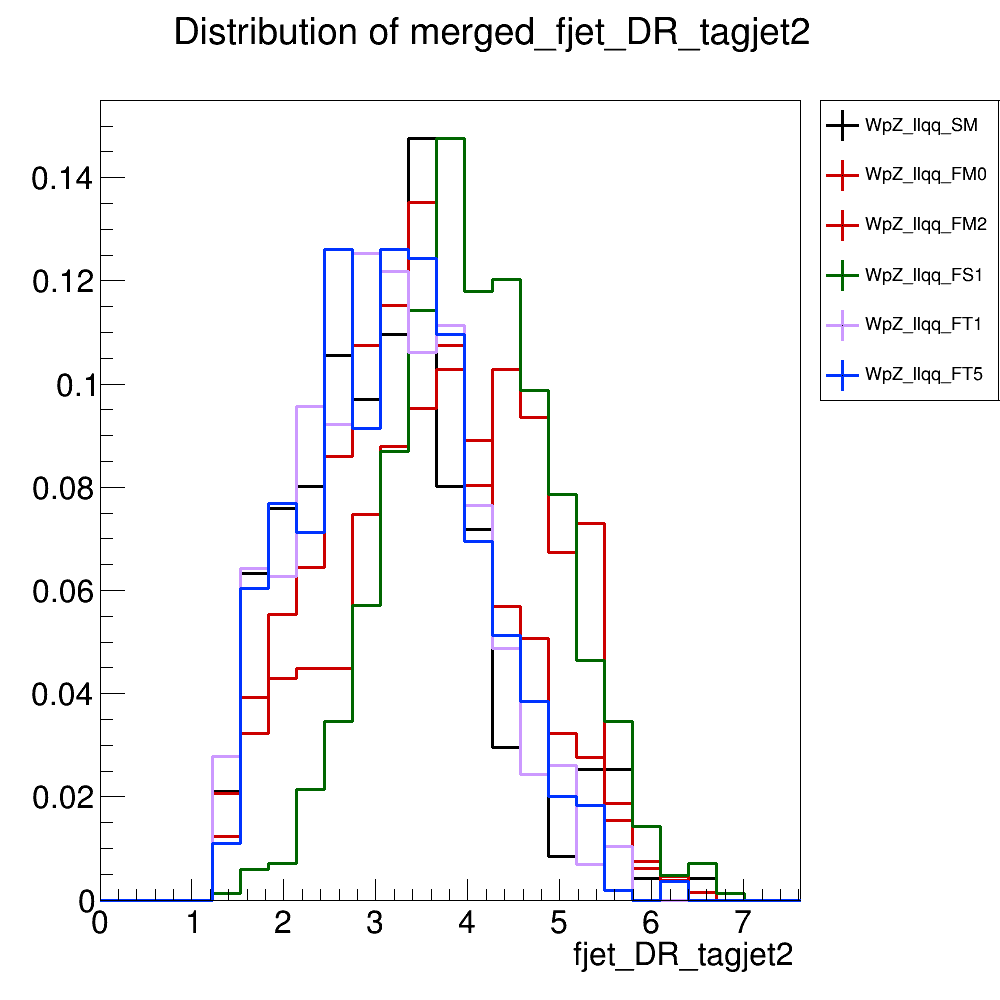 Distribution of merged_fjet_DR_tagjet2
WpZ_llqq_SM
WpZ_llqq_FM0
WpZ_llqq_FM2
WpZ_llqq_FS1
WpZ_llqq_FT1
WpZ_llqq_FT5
0.14
0.12
0.1
0.08
0.06
0.04
0.02
0
0 1 2 3 4 5 6 7
fjet_DR_tagjet2